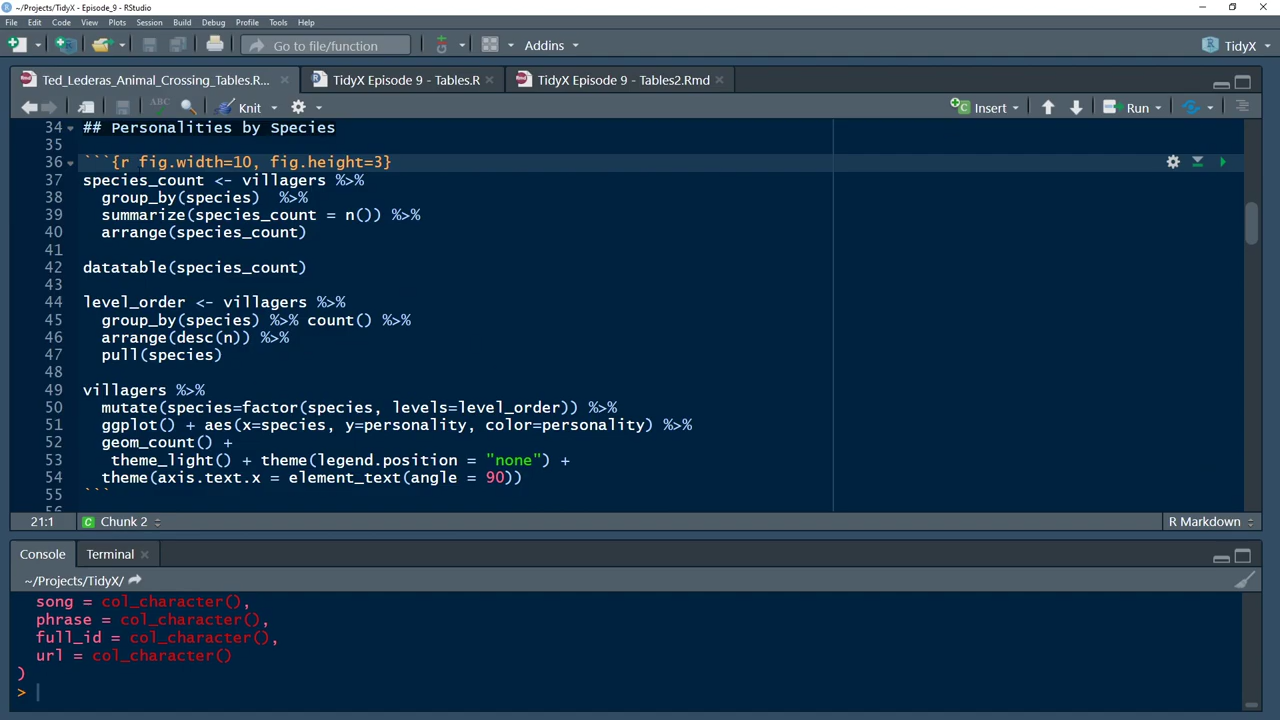 ~/Projects/TidyX - Episode_9 - RStudio
File Edit Code View Plots Session Build Debug Profile Tools Help
Go to file/function Addins TidyX
Ted_Lederas_Animal_Crossing_Tables.R... TidyX Episode 9 - Tables.R TidyX Episode 9 - Tables2.Rmd
ABC Knit Insert Run
34 ## Personalities by Species
35
36 ```{r fig.width=10, fig.height=3}
37 species_count <- villagers %>%
38 group_by(species)  %>%
39 summarize(species_count = n()) %>%
40 arrange(species_count)
41
42 datatable(species_count)
43
44 level_order <- villagers %>%
45 group_by(species) %>% count() %>%
46 arrange(desc(n)) %>%
47 pull(species)
48
49 villagers %>%
50 mutate(species=factor(species, levels=level_order)) %>%
51 ggplot() + aes(x=species, y=personality, color=personality) %>%
52 geom_count() +
53 theme_light() + theme(legend.position = "none") +
54 theme(axis.text.x = element_text(angle = 90))
55 ```
56
21:1 Chunk 2 R Markdown
Console Terminal
~/Projects/TidyX/
song = col_character(),
phrase = col_character(),
full_id = col_character(),
url = col_character()
)
>